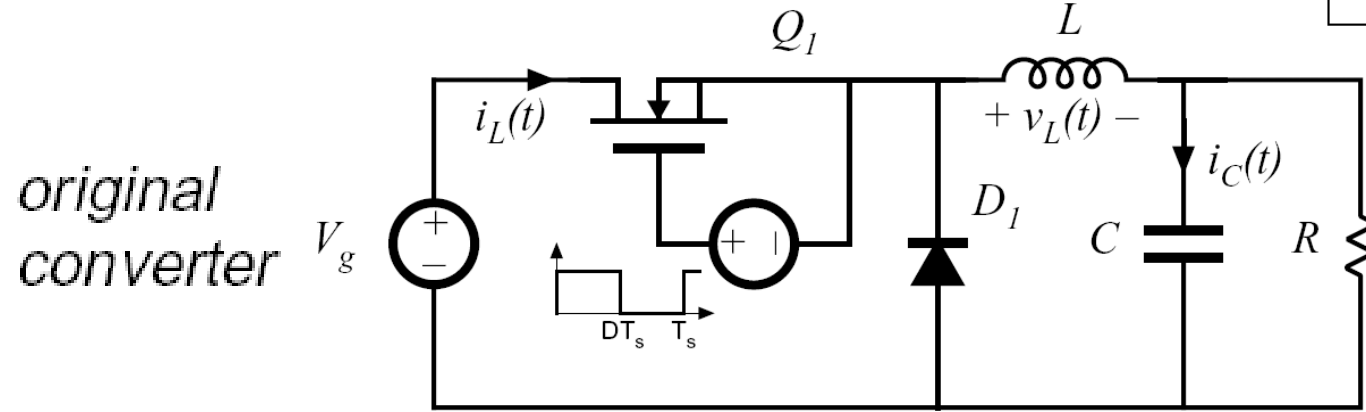 Q1
L
iL(t)
+ vL(t) –
iC(t)
original
converter
Vg
+
–
+ –
D1
C
R
DTs Ts